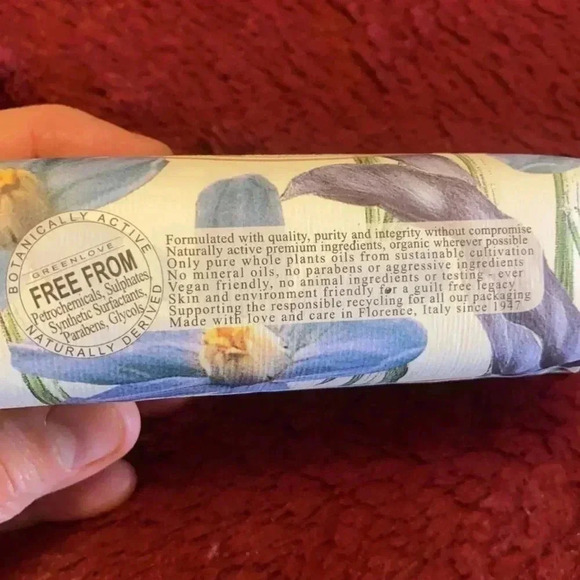 BOTANICALLY ACTIVE
GREENLOVE
FREE FROM
Petrochemicals, Sulphates,
Synthetic Surfactants,
Parabens, Glycols
NATURALLY DERIVED
Formulated with quality, purity and integrity without compromise
Naturally active premium ingredients, organic wherever possible
Only pure whole plants oils from sustainable cultivation
No mineral oils, no parabens or aggressive ingredients
Vegan friendly, no animal ingredients or testing - ever
Skin and environment friendly for a guilt free legacy
Supporting the responsible recycling for all our packaging
Made with love and care in Florence, Italy since 1947